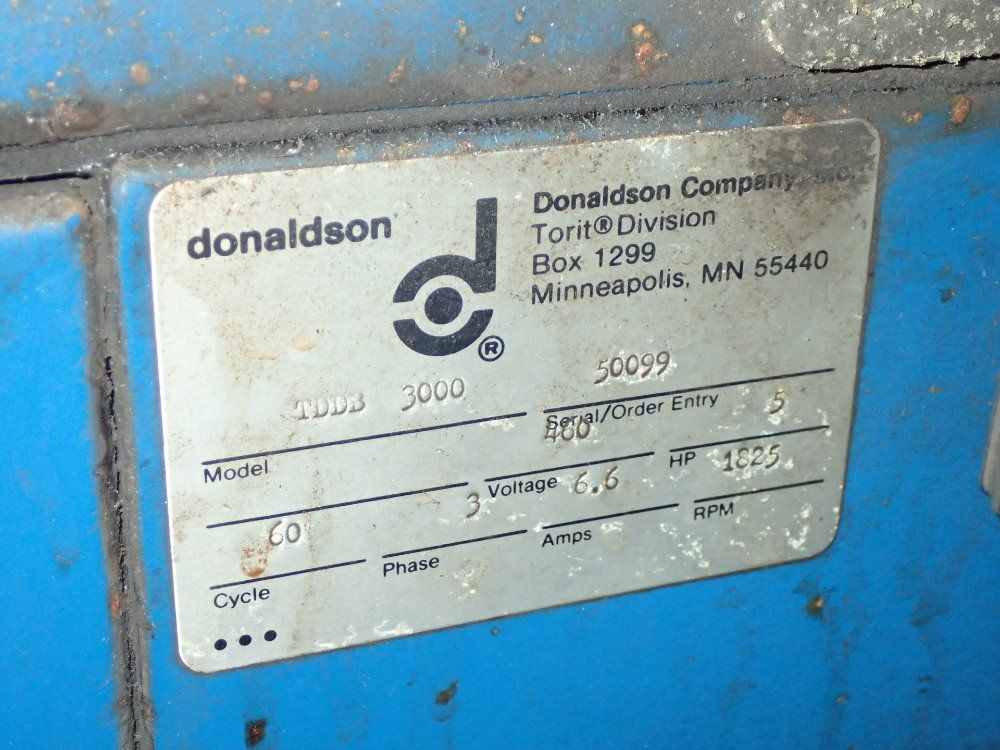 donaldson
Donaldson Company, Inc.
Torit® Division
Box 1299
Minneapolis, MN 55440
®
TDDB 3000
50099
Model
Serial/Order Entry
460
5
Voltage
HP
60
3
6.6
1825
Cycle
Phase
Amps
RPM